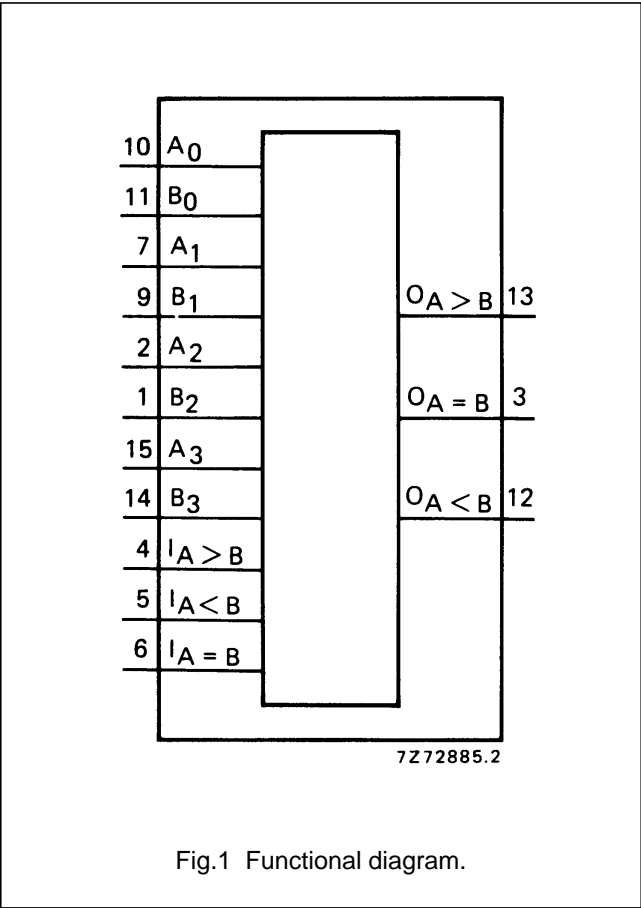 10 A0
11 B0
7 A1
9 B1 OA > B 13
2 A2
1 B2 OA = B 3
15 A3
14 B3 OA < B 12
4 IA > B
5 IA < B
6 IA = B
7Z72885.2
Fig.1 Functional diagram.